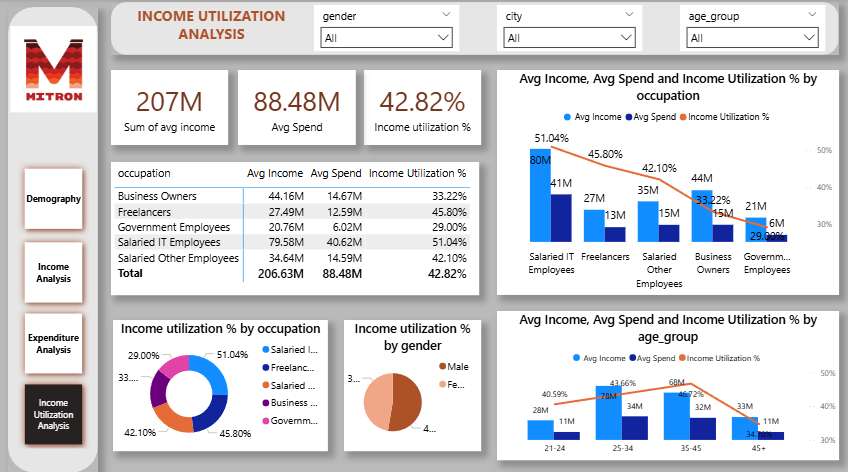 INCOME UTILIZATION
ANALYSIS
gender
city
age_group
All
All
All
MITRON
Demography
Income
Analysis
Expenditure
Analysis
Income
Utilization
Analysis
207M
Sum of avg income
88.48M
Avg Spend
42.82%
Income utilization %
occupation Avg Income Avg Spend Income Utilization %
Business Owners 44.16M 14.67M 33.22%
Freelancers 27.49M 12.59M 45.80%
Government Employees 20.76M 6.02M 29.00%
Salaried IT Employees 79.58M 40.62M 51.04%
Salaried Other Employees 34.64M 14.59M 42.10%
Total 206.63M 88.48M 42.82%
Avg Income, Avg Spend and Income Utilization % by
occupation
Avg Income Avg Spend Income Utilization %
51.04%
45.80%
42.10%
33.22%
29.00%
80M
41M
27M
13M
35M
15M
44M
15M
21M
6M
50%
40%
30%
Salaried IT
Employees
Freelancers
Salaried
Other
Employees
Business
Owners
Governm...
Employees
Income utilization % by occupation
29.00%
51.04%
33....
42.10%
45.80%
Salaried I...
Freelanc...
Salaried ...
Business ...
Governm...
Income utilization %
by gender
3...
4...
Male
Fe...
Avg Income, Avg Spend and Income Utilization % by
age_group
Avg Income Avg Spend Income Utilization %
40.59%
43.66%
46.72%
28M
11M
78M
34M
68M
32M
33M
11M
50%
40%
30%
21-24
25-34
35-45
45+